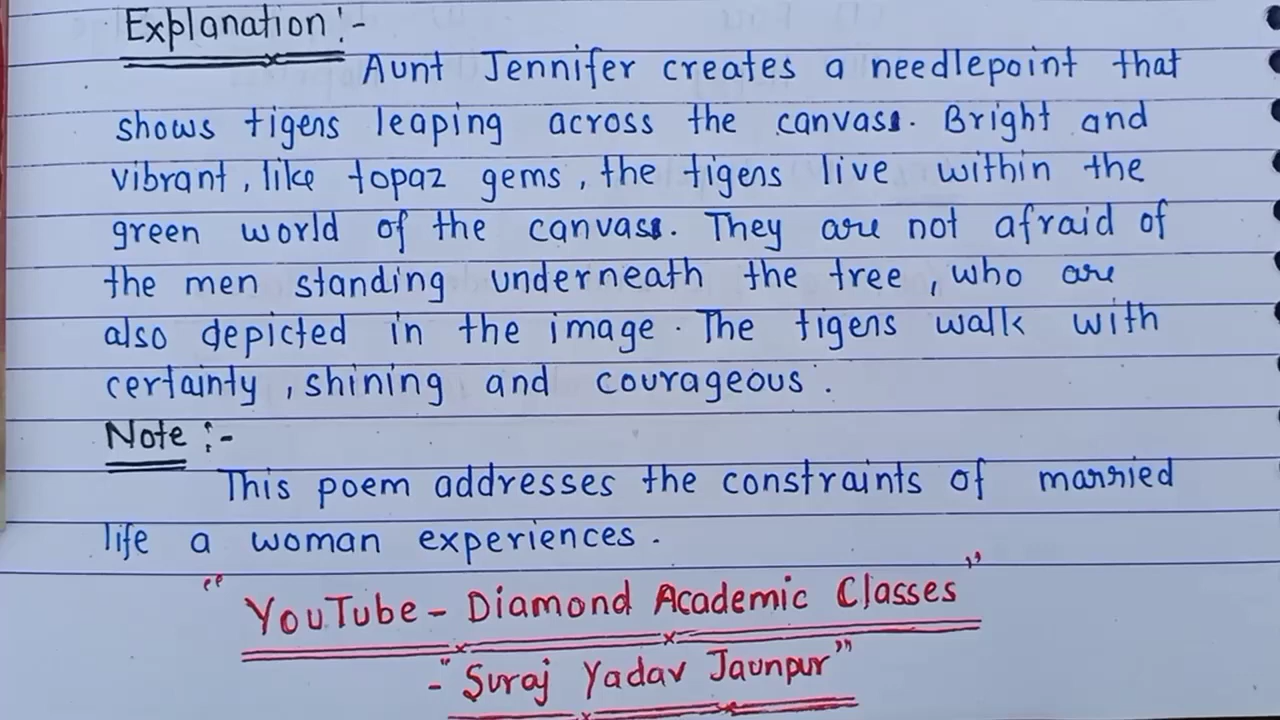 Explanation :-
Aunt Jennifer creates a needlepoint that
shows tigers leaping across the canvass. Bright and
vibrant, like topaz gems, the tigers live within the
green world of the canvass. They are not afraid of
the men standing underneath the tree, who are
also depicted in the image. The tigers walk with
certainty, shining and courageous.
Note :-
This poem addresses the constraints of married
life a woman experiences.
"YouTube - Diamond Academic Classes"
- "Suraj Yadav Jaunpur"